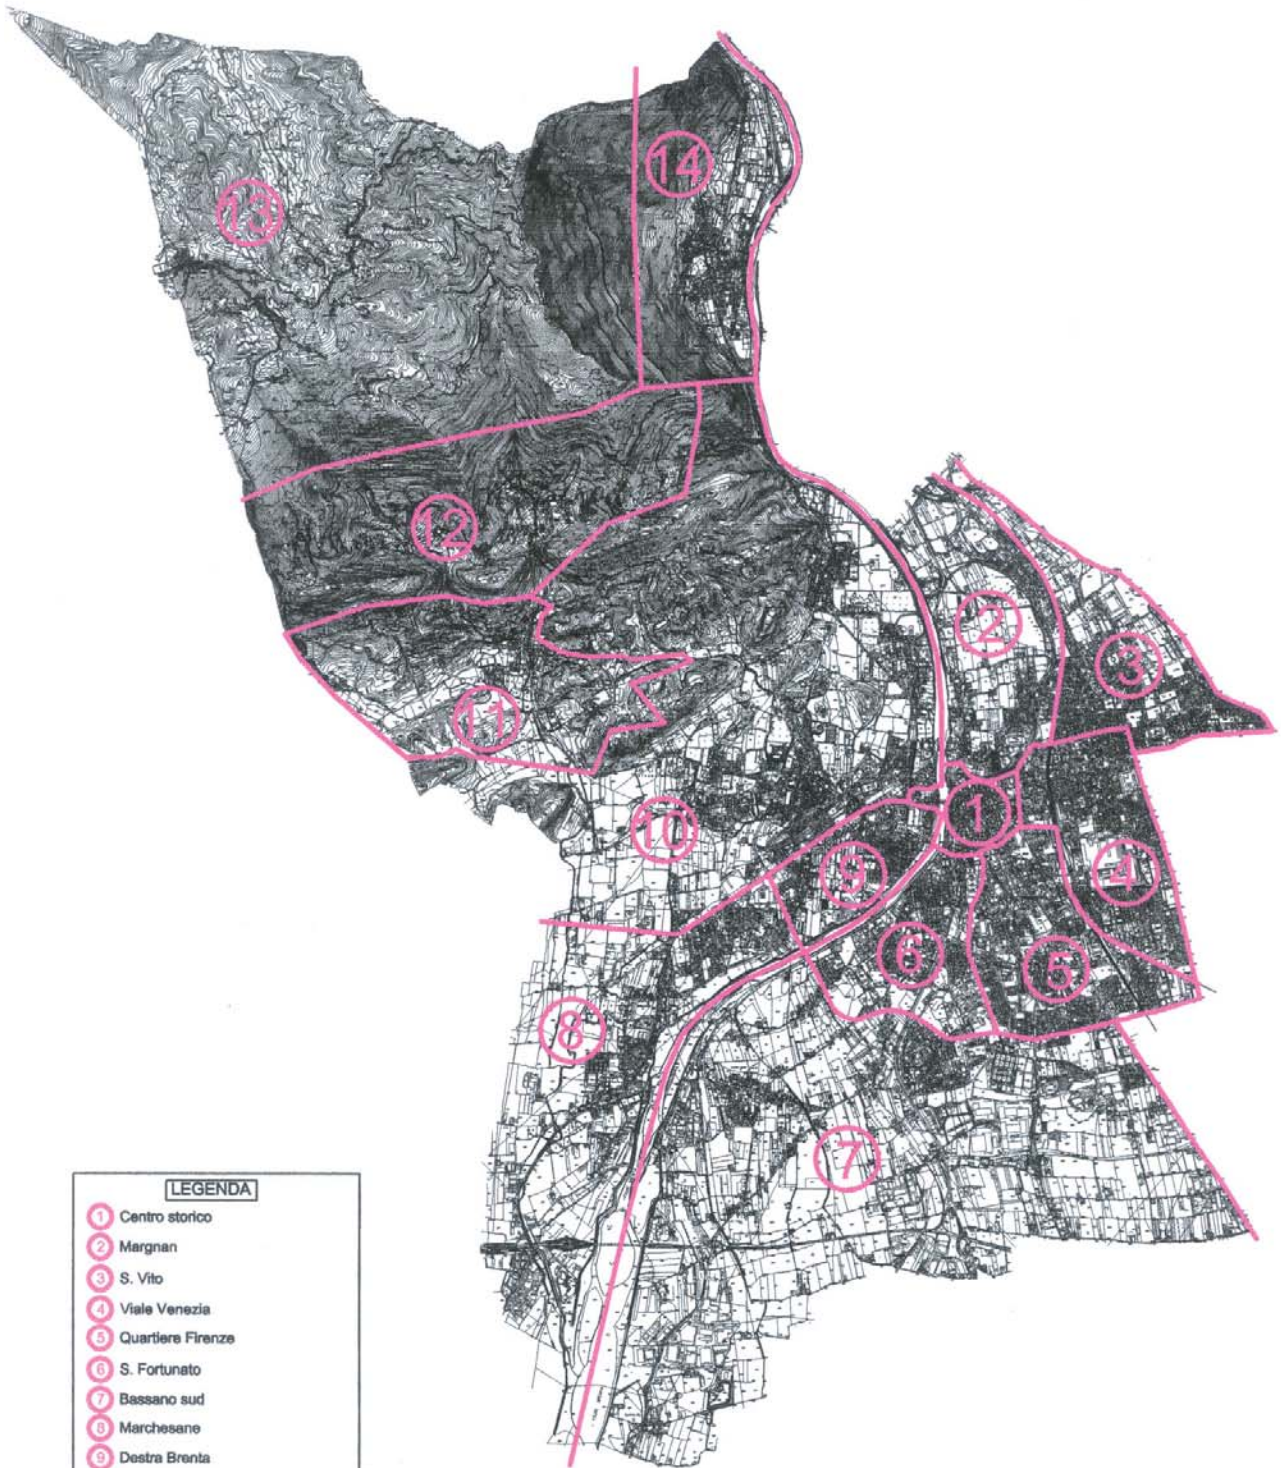 14
13
12
2
3
11
1
10
9
4
6
5
8
7
LEGENDA
1 Centro storico
2 Margnan
3 S. Vito
4 Viale Venezia
5 Quartiere Firenze
6 S. Fortunato
7 Bassano sud
8 Marchesane
9 Destra Brenta